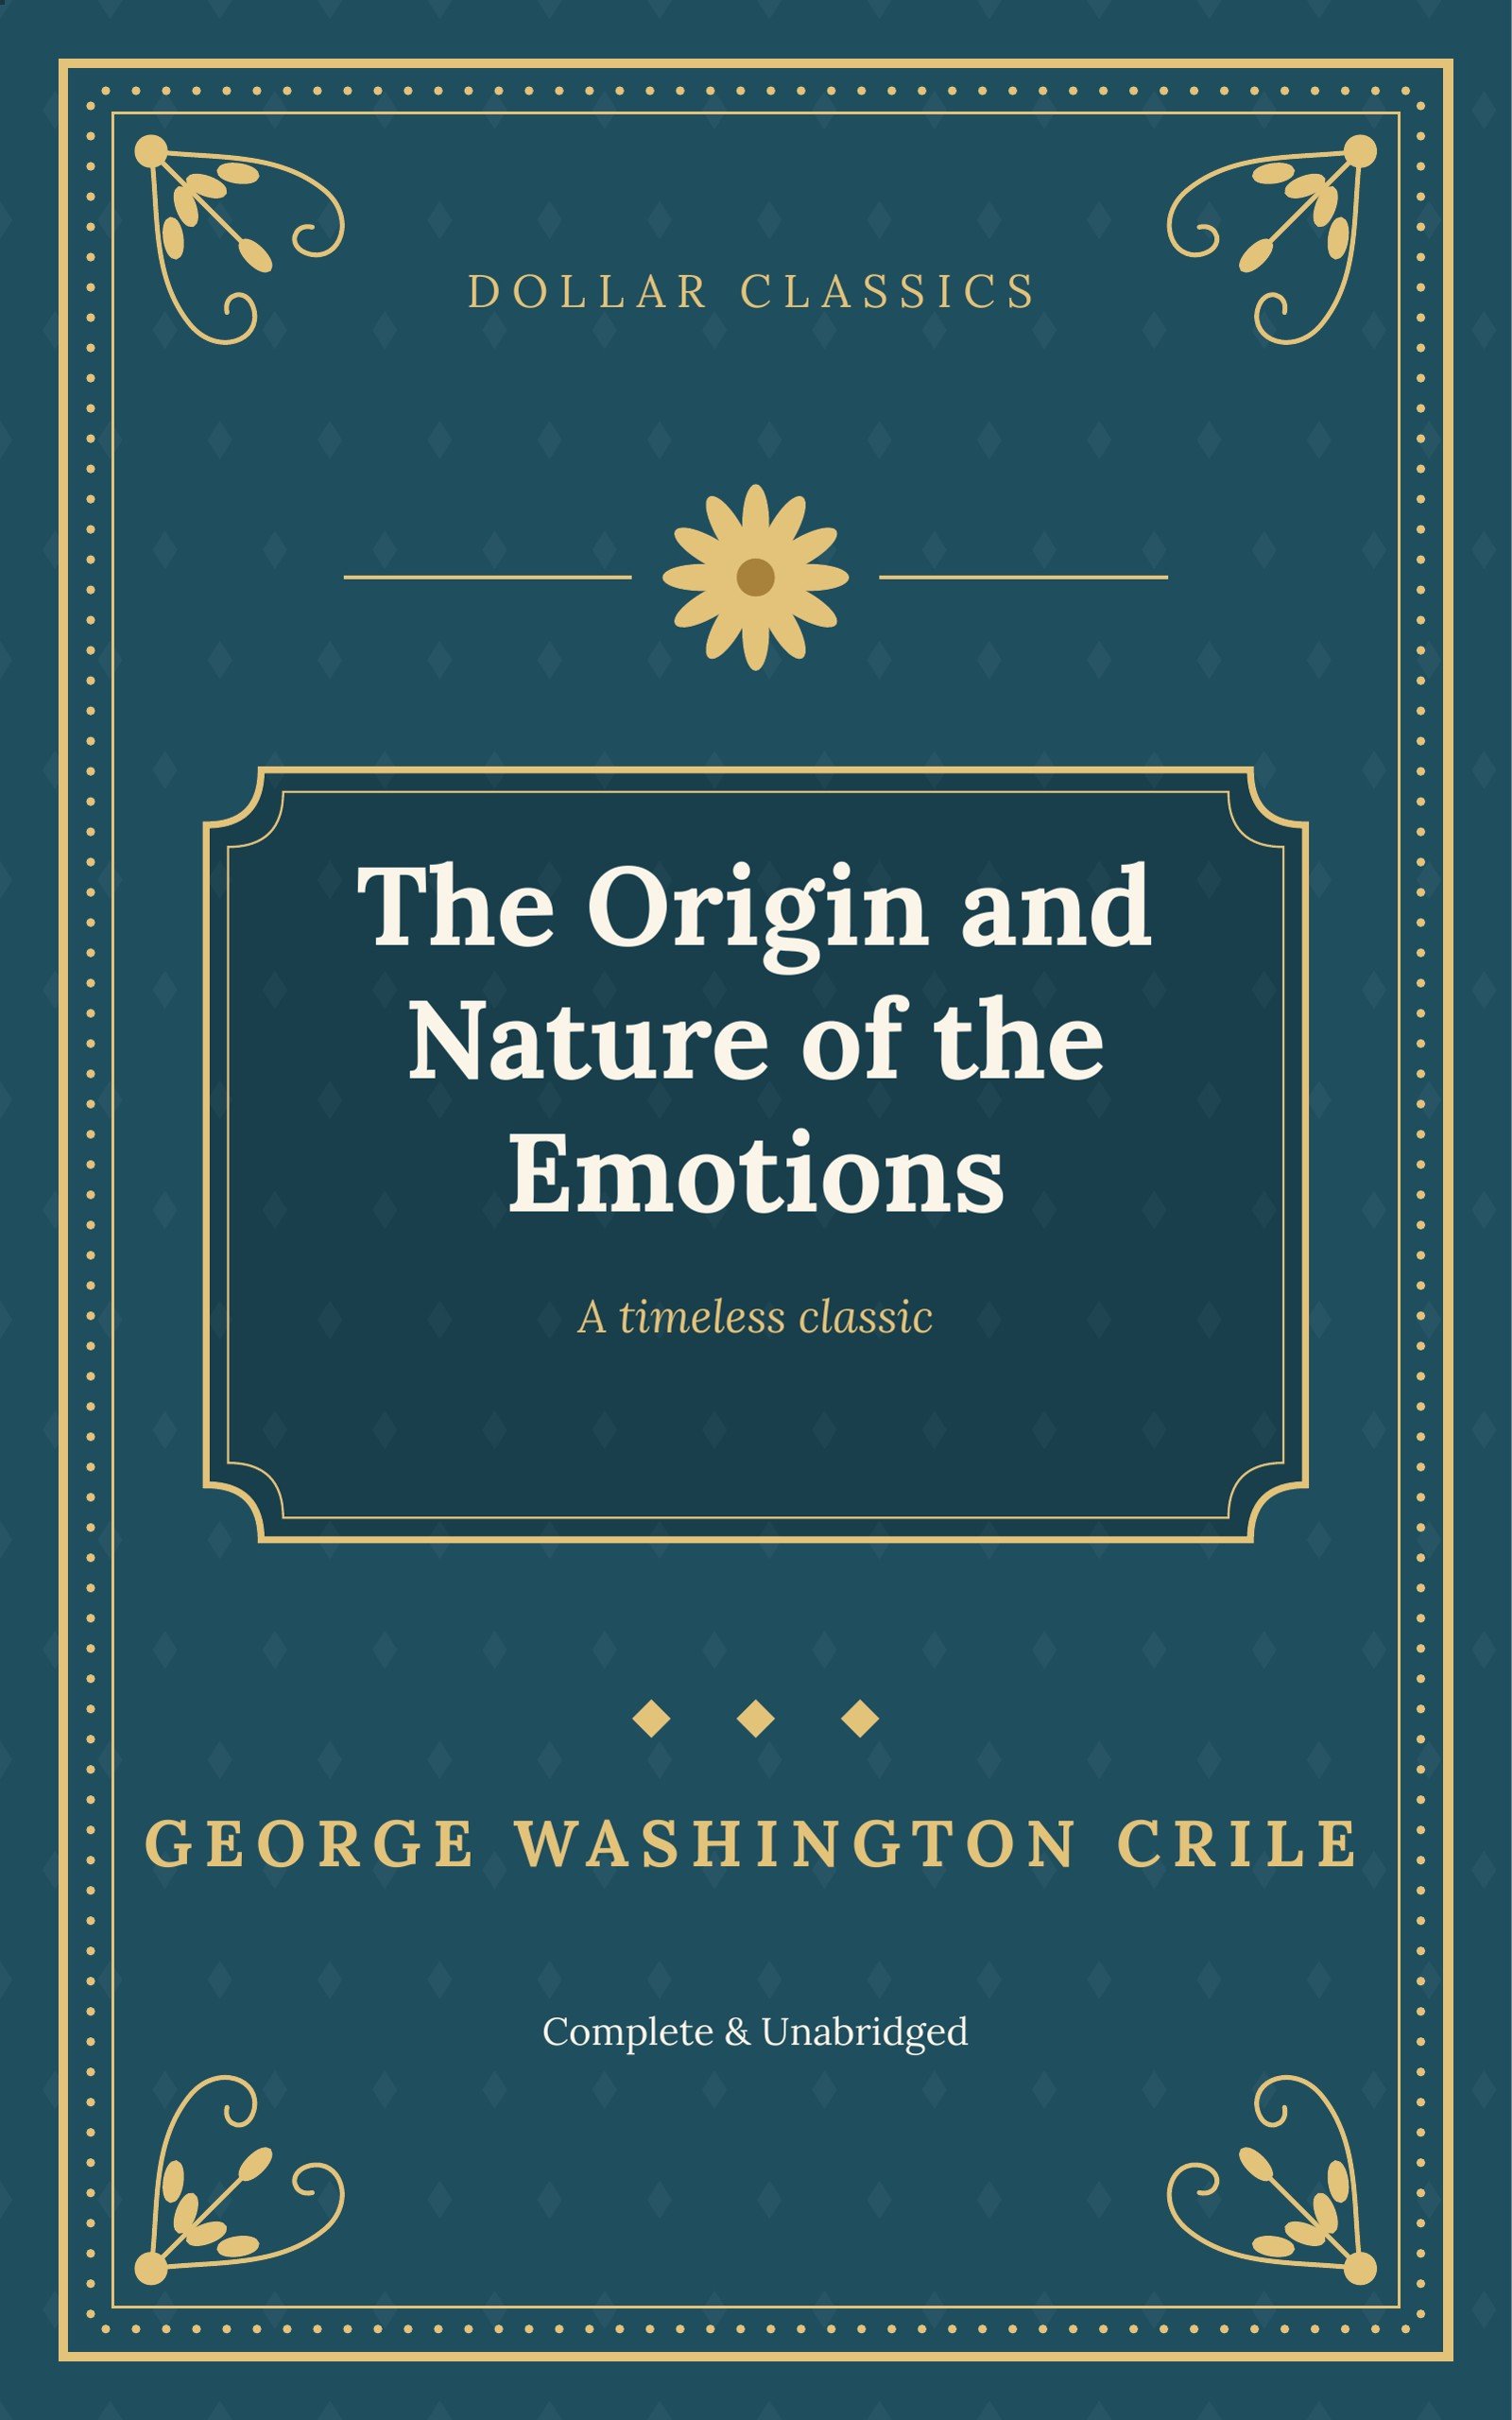 DOLLAR CLASSICS
The Origin and
Nature of the
Emotions
A timeless classic
GEORGE WASHINGTON CRILE
Complete & Unabridged